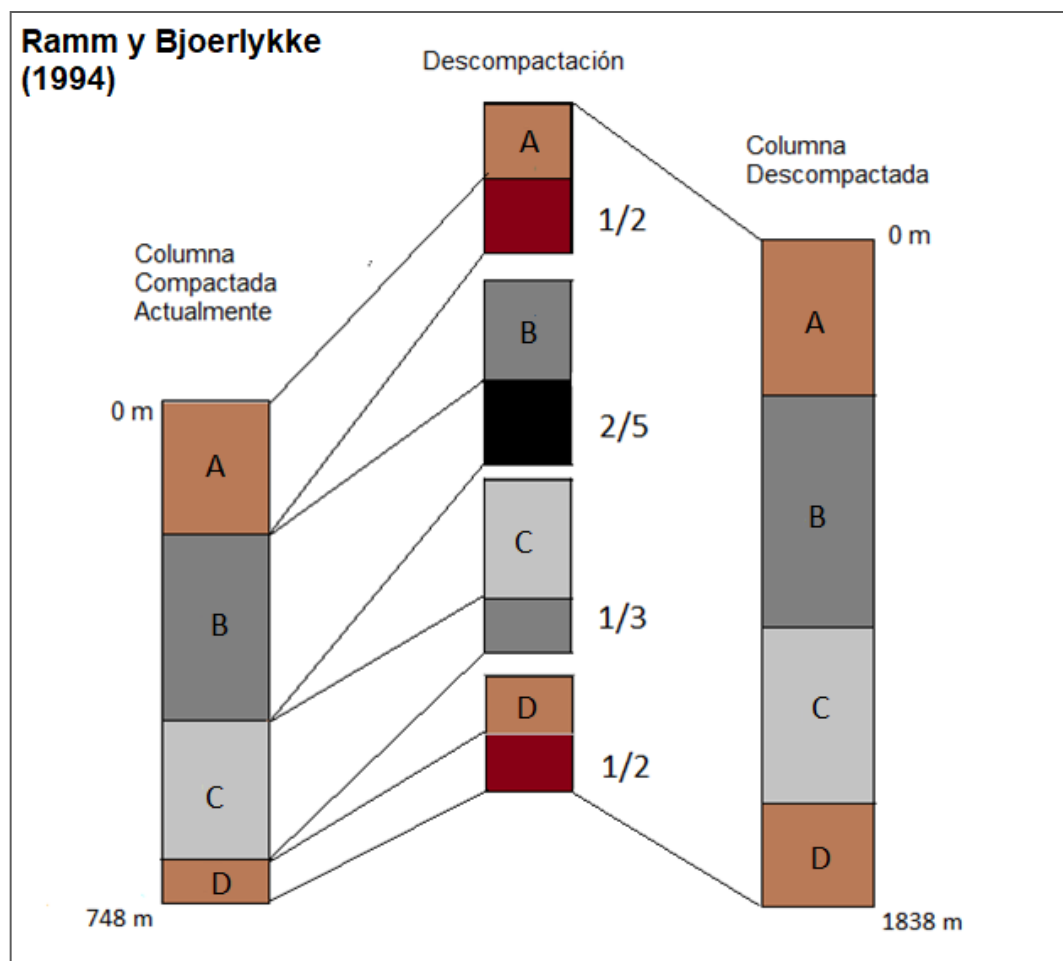 Ramm y Bjoerlykke
(1994)
Descompactación
A
1/2
B
2/5
C
1/3
D
1/2
Columna
Compactada
Actualmente
0 m
A
B
C
D
748 m
Columna
Descompactada
0 m
A
B
C
D
1838 m